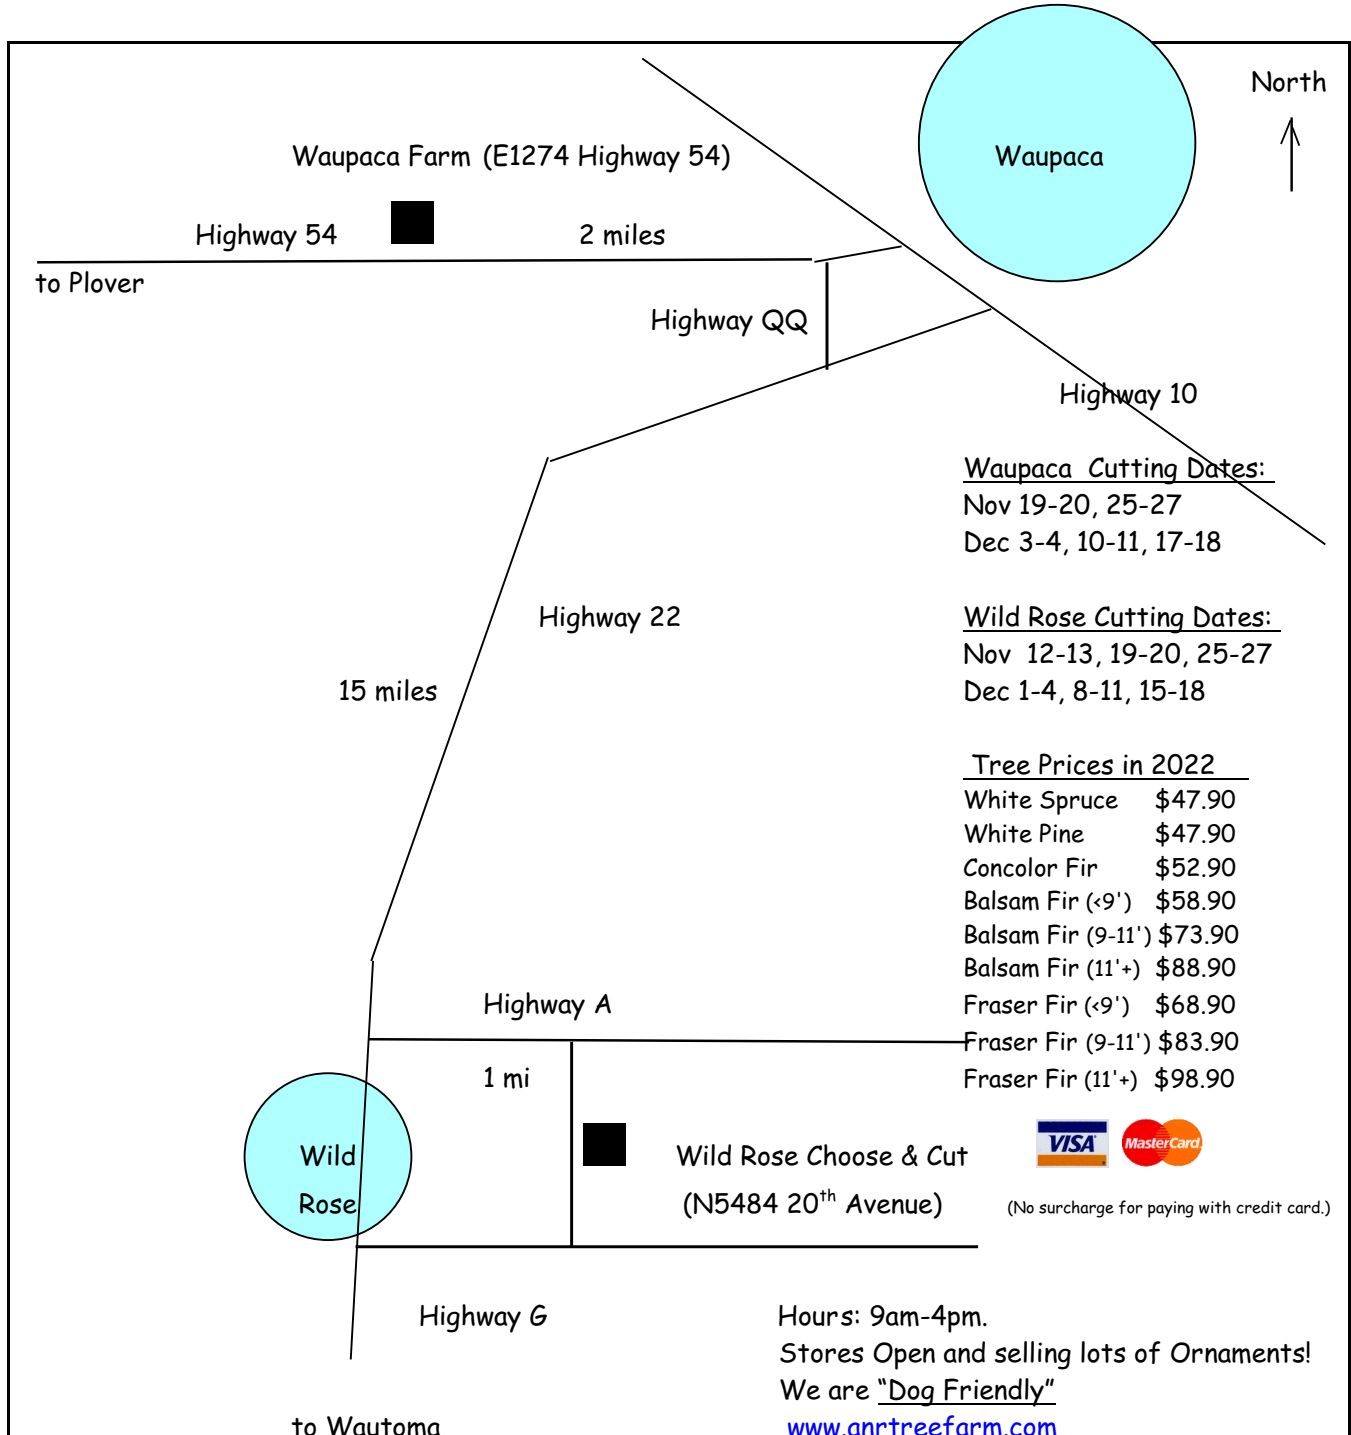 North
Waupaca Farm (E1274 Highway 54)
Waupaca
Highway 54
2 miles
to Plover
Highway QQ
Highway 10
Waupaca  Cutting Dates:
Nov 19-20, 25-27
Dec 3-4, 10-11, 17-18
Highway 22
15 miles
Wild Rose Cutting Dates:
Nov  12-13, 19-20, 25-27
Dec 1-4, 8-11, 15-18
Tree Prices in 2022
White Spruce $47.90
White Pine $47.90
Concolor Fir $52.90
Balsam Fir (<9') $58.90
Balsam Fir (9-11') $73.90
Balsam Fir (11'+) $88.90
Fraser Fir (<9') $68.90
Fraser Fir (9-11') $83.90
Fraser Fir (11'+) $98.90
Highway A
1 mi
Wild
Rose
Wild Rose Choose & Cut
(N5484 20th Avenue)
VISA
MasterCard
(No surcharge for paying with credit card.)
Highway G
Hours: 9am-4pm.
Stores Open and selling lots of Ornaments!
We are “Dog Friendly”
to Wautoma
www.anrtreefarm.com